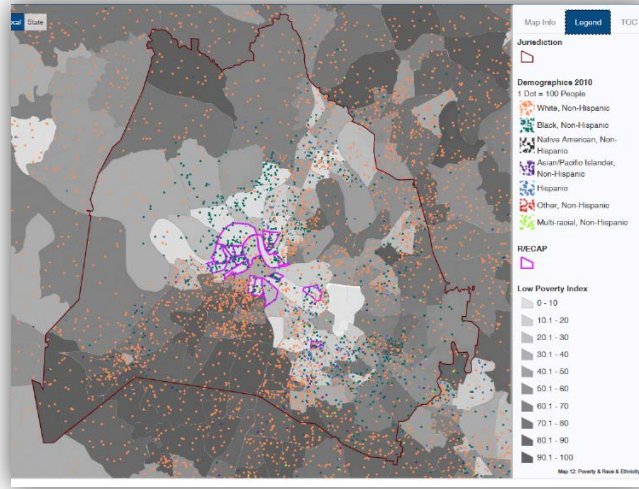 State
Map Info Legend TOC
Jurisdiction
Demographics 2010
1 Dot = 100 People
White, Non-Hispanic
Black, Non-Hispanic
Native American, Non-
Hispanic
Asian/Pacific Islander,
Non-Hispanic
Hispanic
Other, Non-Hispanic
Multi-racial, Non-Hispanic
R/ECAP
Low Poverty Index
0 - 10
10.1 - 20
20.1 - 30
30.1 - 40
40.1 - 50
50.1 - 60
60.1 - 70
70.1 - 80
80.1 - 90
90.1 - 100
Map 12: Poverty & Race & Ethnicity